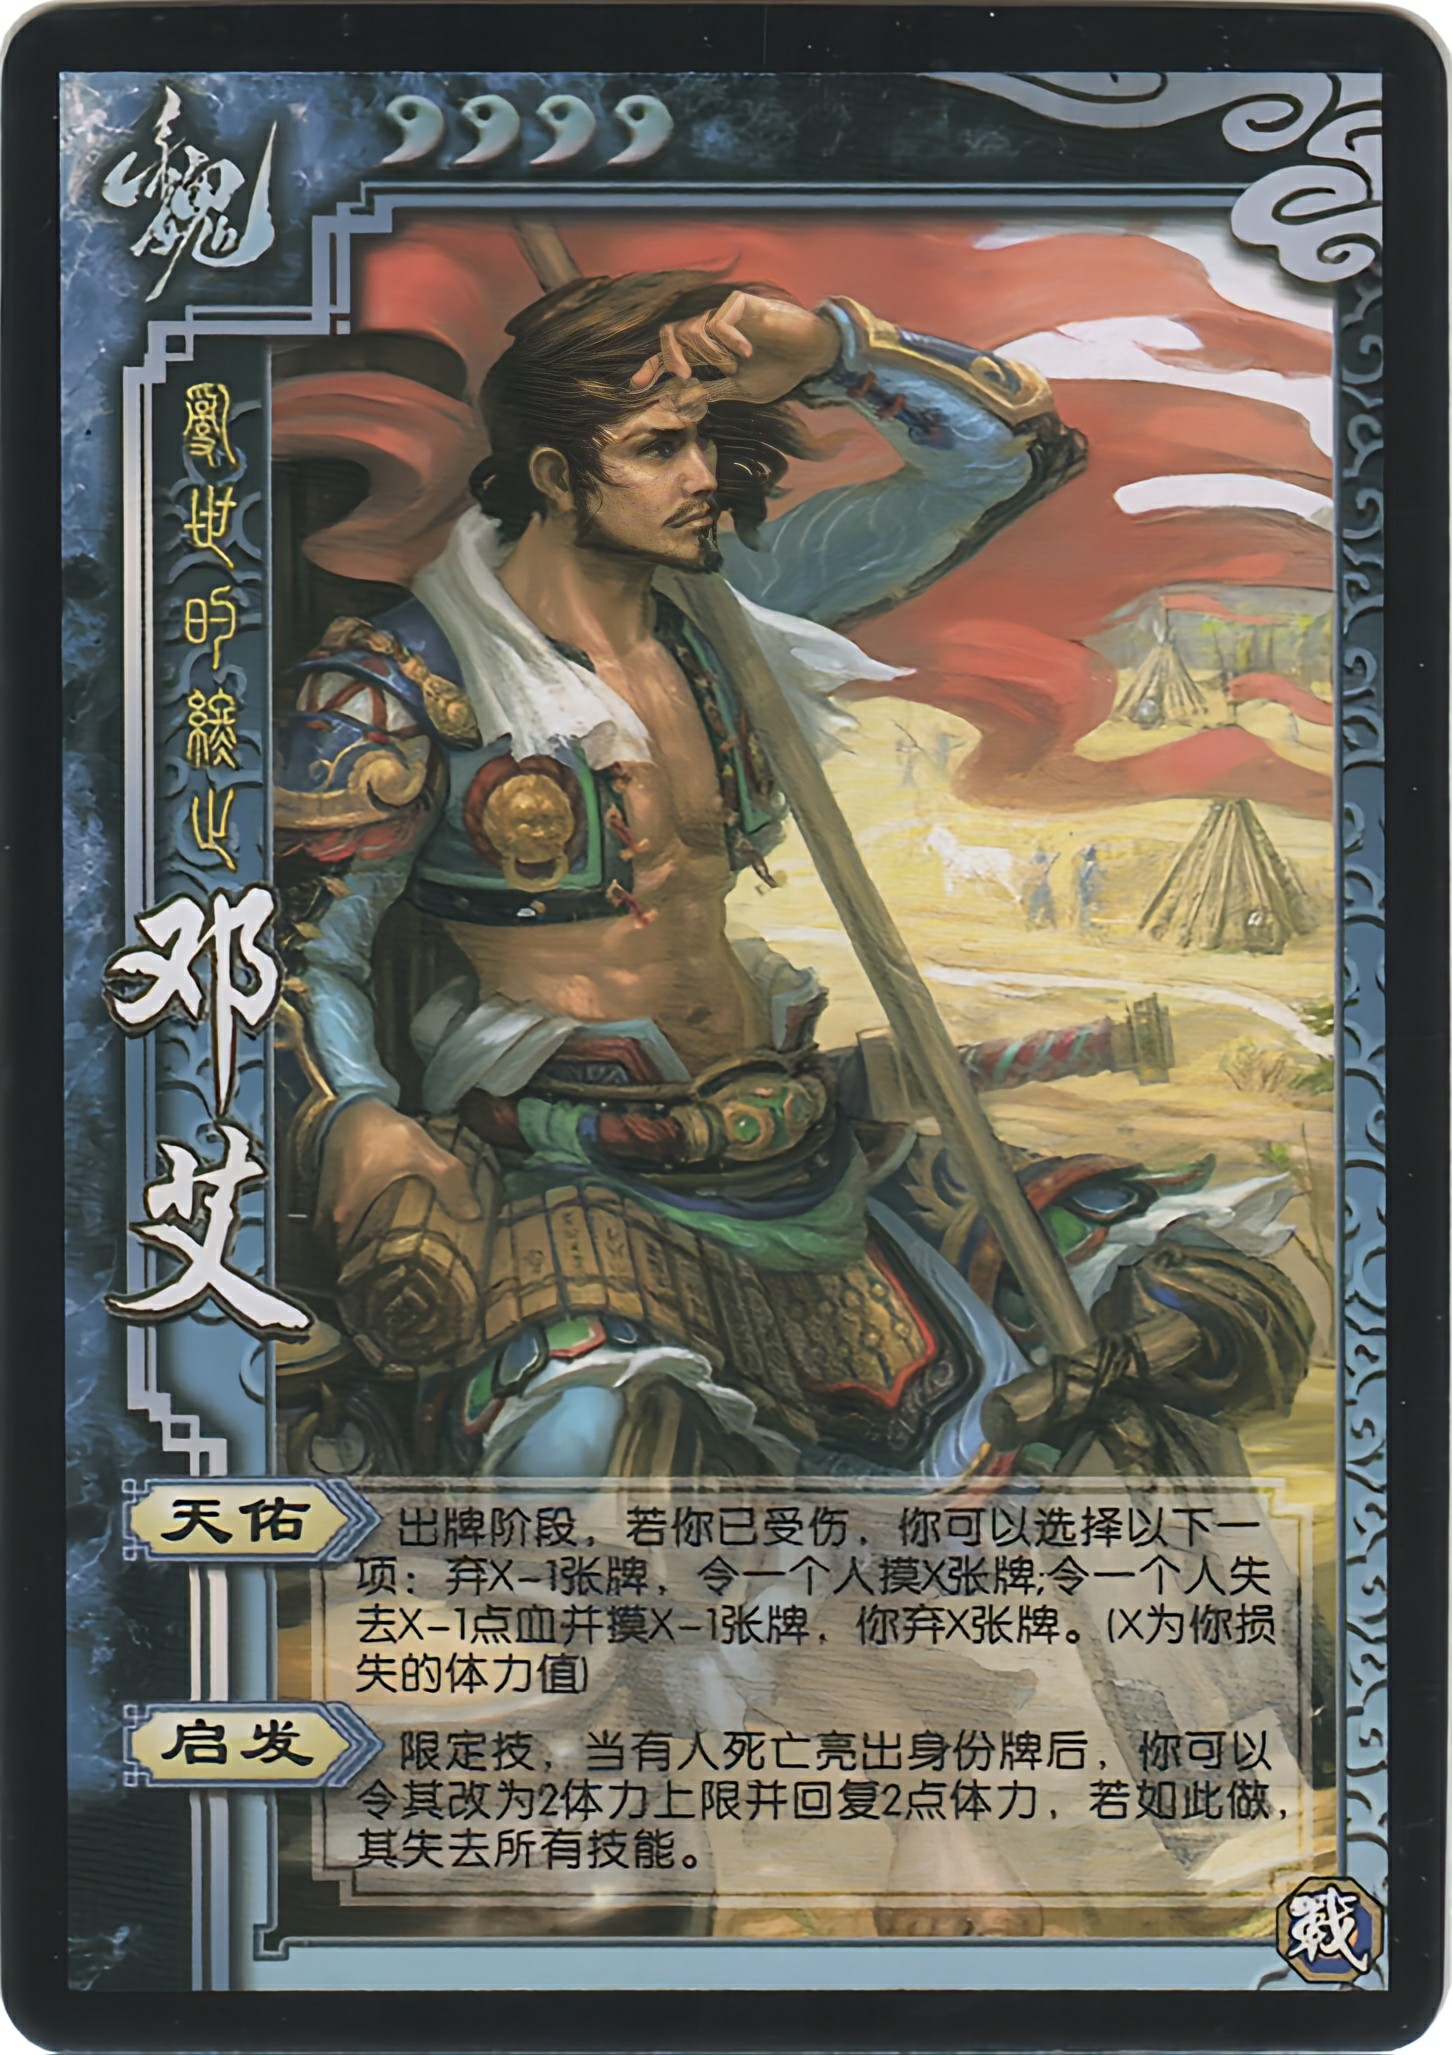 魏
世的
邓艾
天佑
出牌阶段，若你已受伤，你可以选择以下一
项：弃X-1张牌，令一个人摸X张牌;令一个人失
去X-1点血并摸X-1张牌，你弃X张牌。(X为你损
失的体力值)
启发
限定技，当有人死亡亮出身份牌后，你可以
令其改为2体力上限并回复2点体力，若如此做，
其失去所有技能。
戰